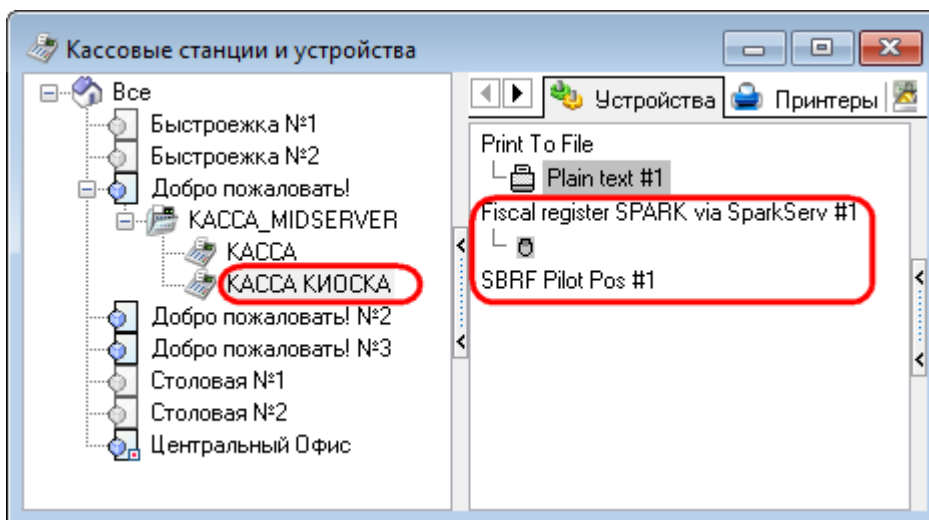 Кассовые станции и устройства
Все
Быстроежка №1
Быстроежка №2
Добро пожаловать!
КАССА_MIDSERVER
КАССА
КАССА КИОСКА
Добро пожаловать! №2
Добро пожаловать! №3
Столовая №1
Столовая №2
Центральный Офис
Устройства
Принтеры
Print To File
Plain text #1
Fiscal register SPARK via SparkServ #1
SBRF Pilot Pos #1